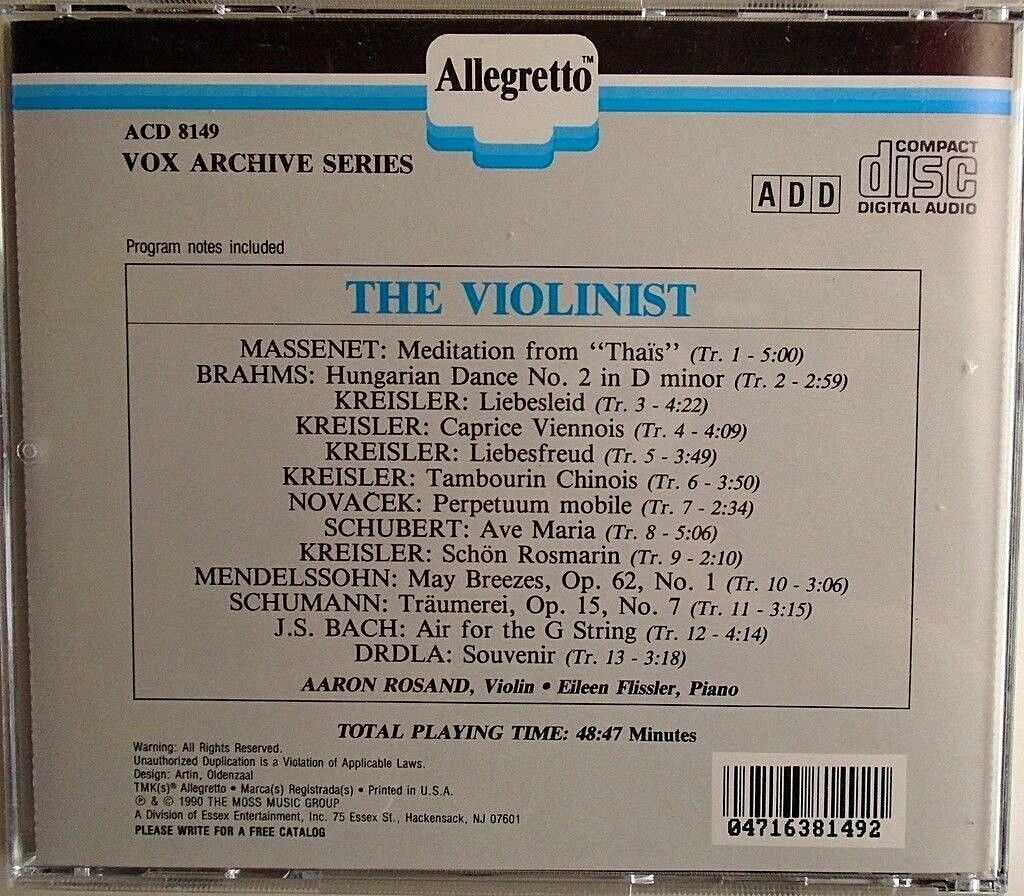 Allegretto™
ACD 8149
VOX ARCHIVE SERIES
ADD
COMPACT
disc
DIGITAL AUDIO
Program notes included
THE VIOLINIST
MASSENET: Meditation from “Thaïs” (Tr. 1 - 5:00)
BRAHMS: Hungarian Dance No. 2 in D minor (Tr. 2 - 2:59)
KREISLER: Liebesleid (Tr. 3 - 4:22)
KREISLER: Caprice Viennois (Tr. 4 - 4:09)
KREISLER: Liebesfreud (Tr. 5 - 3:49)
KREISLER: Tambourin Chinois (Tr. 6 - 3:50)
NOVAČEK: Perpetuum mobile (Tr. 7 - 2:34)
SCHUBERT: Ave Maria (Tr. 8 - 5:06)
KREISLER: Schön Rosmarin (Tr. 9 - 2:10)
MENDELSSOHN: May Breezes, Op. 62, No. 1 (Tr. 10 - 3:06)
SCHUMANN: Träumerei, Op. 15, No. 7 (Tr. 11 - 3:15)
J.S. BACH: Air for the G String (Tr. 12 - 4:14)
DRDLA: Souvenir (Tr. 13 - 3:18)
AARON ROSAND, Violin • Eileen Flissler, Piano
TOTAL PLAYING TIME: 48:47 Minutes
Warning: All Rights Reserved.
Unauthorized Duplication is a Violation of Applicable Laws.
Design: Artin, Oldenzaal
TMK(s)® Allegretto • Marca(s) Registrada(s) • Printed in U.S.A.
℗ & © 1990 THE MOSS MUSIC GROUP
A Division of Essex Entertainment, Inc. 75 Essex St., Hackensack, NJ 07601
PLEASE WRITE FOR A FREE CATALOG
04716381492